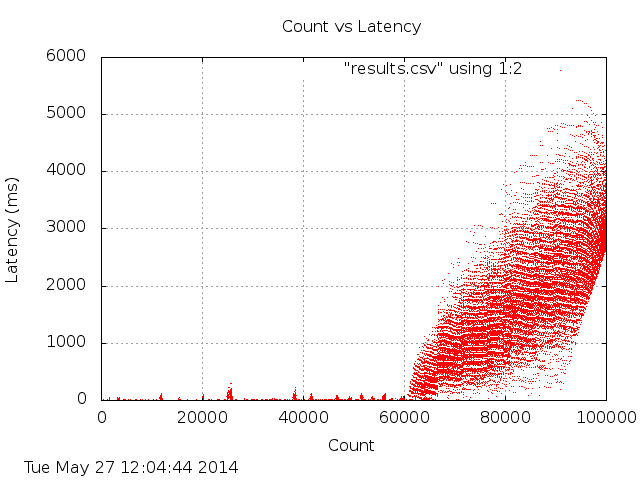 Count vs Latency
"results.csv" using 1:2
6000
5000
4000
3000
2000
1000
0
Latency (ms)
0 20000 40000 60000 80000 100000
Count
Tue May 27 12:04:44 2014